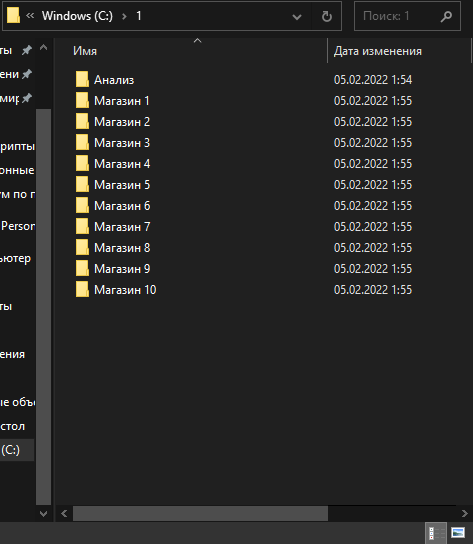 « Windows (C:) > 1
Поиск: 1
Имя
Дата изменения
Анализ 05.02.2022 1:54
Магазин 1 05.02.2022 1:55
Магазин 2 05.02.2022 1:55
Магазин 3 05.02.2022 1:55
Магазин 4 05.02.2022 1:55
Магазин 5 05.02.2022 1:55
Магазин 6 05.02.2022 1:55
Магазин 7 05.02.2022 1:55
Магазин 8 05.02.2022 1:55
Магазин 9 05.02.2022 1:55
Магазин 10 05.02.2022 1:55
ты
ени
мир
рипты
онные
ум по г
Person
ьютер
ты
ения
ые объ
стол
(C:)